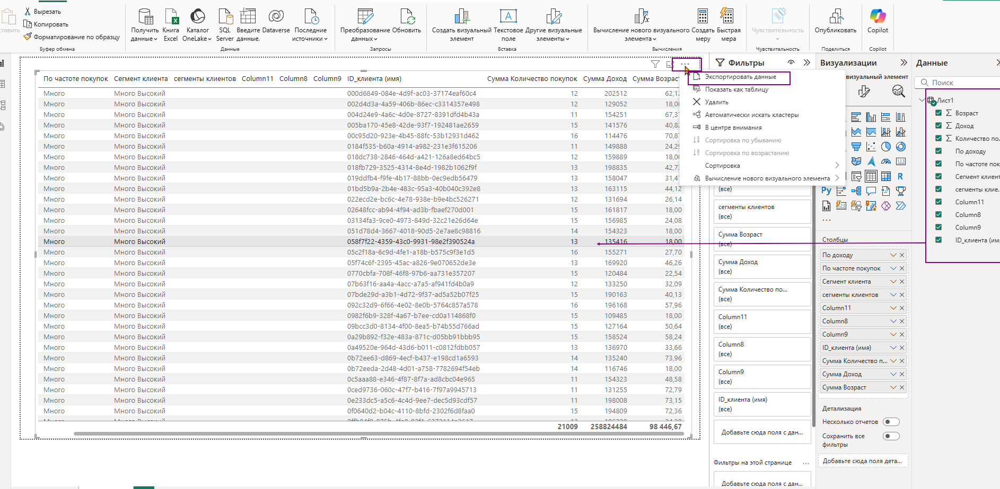 Вырезать
Копировать
Форматирование по образцу
Буфер обмена
Получить данные
Книга Excel
Каталог OneLake
SQL Server
Введите данные.
Dataverse
Последние источники
Данные
Преобразование данных
Обновить
Запросы
Создать визуальный элемент
Текстовое поле
Другие визуальные элементы
Вставка
Вычисление нового визуального элемента
Создать меру
Быстрая мера
Вычисления
Чувствительность
Чувствительность
Опубликовать
Поделиться
Copilot
Copilot
По частоте покупок Сегмент клиента сегменты клиентов Column11 Column8 Column9 ID_клиента (имя) Сумма Количество покупок Сумма Доход Сумма Возраст
Много Много Высокий 000d6849-084e-4d9f-ac03-37174eaf60c4 12 202512 62,12
Много Много Высокий 002d4d3a-4a59-406b-86ec-c3314357e498 12 129052 18,00
Много Много Высокий 004d24e9-4a6c-4d0e-8727-8391dfd4b43a 11 154251 67,37
Много Много Высокий 005ba170-45e8-42de-93f7-192481ae2659 15 141576 40,82
Много Много Высокий 00c95d20-923e-4b45-88fc-53b12931d462 16 114476 70,87
Много Много Высокий 0184f535-b60a-4914-a982-231e3f615206 11 149888 24,29
Много Много Высокий 018dc738-2846-464d-a421-126a8ed64bc5 12 159889 18,00
Много Много Высокий 018fb729-3525-4314-8e4d-1982b1062f9f 13 198835 42,73
Много Много Высокий 019ddfb4-f9fe-4b17-88bb-0ec9edb56479 13 158047 31,47
Много Много Высокий 01bd5b9a-2b4e-483c-95a3-40b040c392e8 13 163115 44,12
Много Много Высокий 022ecd2e-bc6c-4e78-938e-b9e4bc526271 12 131694 26,14
Много Много Высокий 02648fcc-ab94-4f94-ad3b-fbaef270d001 15 161817 18,00
Много Много Высокий 03134fa3-9ce0-4973-849d-32c21e26d64e 15 156985 24,08
Много Много Высокий 051d78d4-3667-4018-90d5-2e7ae8c98816 14 154323 18,00
Много Много Высокий 058f7f22-4359-43c0-9931-98e2f390524a 13 135416 18,00
Много Много Высокий 05c2f18a-6c9d-4fe1-a18b-b575c9f3e1d5 16 155271 27,70
Много Много Высокий 05f74c6f-2395-45ac-a826-9e070652de3e 13 169920 46,26
Много Много Высокий 0770cbfa-708f-46f8-97b6-aa731e357207 15 120484 22,54
Много Много Высокий 07b63f16-aa4a-4acc-a7a5-af941fd4b0a9 12 133250 32,09
Много Много Высокий 07bde29d-a3b1-4d72-9f37-ad5a52b07f25 15 190163 40,13
Много Много Высокий 092c32d9-6f66-4e02-8e0b-5764c857a578 16 196168 57,96
Много Много Высокий 0982f6b9-328f-4a67-b7ee-cd0a114868f0 15 109485 18,00
Много Много Высокий 09bcc3d0-8134-4f00-8ea5-b74b55d766ad 15 127164 50,64
Много Много Высокий 0a29b892-f32e-483a-871c-d05bb91bbb95 15 158524 58,24
Много Много Высокий 0a49520e-964d-43d6-b011-c0812fdbb057 13 136970 33,66
Много Много Высокий 0b72ee63-d869-4ecf-b437-e198cd1a6593 14 135240 73,96
Много Много Высокий 0b72eeda-2d48-4d01-a758-7782694f54eb 14 116746 18,00
Много Много Высокий 0c5aaa88-e346-4f87-8f7a-ad8cbc04e965 11 154323 48,58
Много Много Высокий 0ced9736-060c-47f7-b416-7f97a9945713 11 131255 72,79
Много Много Высокий 0e233dc5-a5c6-4c4d-9ee7-dec5d93cdf57 11 198008 73,15
Много Много Высокий 0f0640d2-b04c-4110-8bfd-2302f6d8faa0 15 194809 72,36
21009 258824484 98 446,67
Экспортировать данные
Показать как таблицу
Удалить
Автоматически искать кластеры
В центре внимания
Сортировка по убыванию
Сортировка по возрастанию
Сортировка
Вычисление нового визуального элемента
Фильтры
(все)
сегменты клиентов
(все)
Сумма Возраст
(все)
Сумма Доход
(все)
Сумма Количество по...
(все)
Column11
(все)
Column8
(все)
Column9
(все)
ID_клиента (имя)
(все)
Добавьте сюда поля с дан...
Фильтры на этой странице ...
Добавьте сюда поля с дан...
Визуализации
визуальный элемент
R
Py
123
...
Столбцы
По доходу
По частоте покупок
Сегмент клиента
сегменты клиентов
Column11
Column8
Column9
ID_клиента (имя)
Сумма Количество п...
Сумма Доход
Сумма Возраст
Детализация
Несколько отчетов
Сохранить все фильтры
Добавьте сюда поля дета...
Данные
Поиск
Лист1
Возраст
Доход
Количество по...
По доходу
По частоте пок
Сегмент клиент
сегменты клие...
Column11
Column8
Column9
ID_клиента (имя